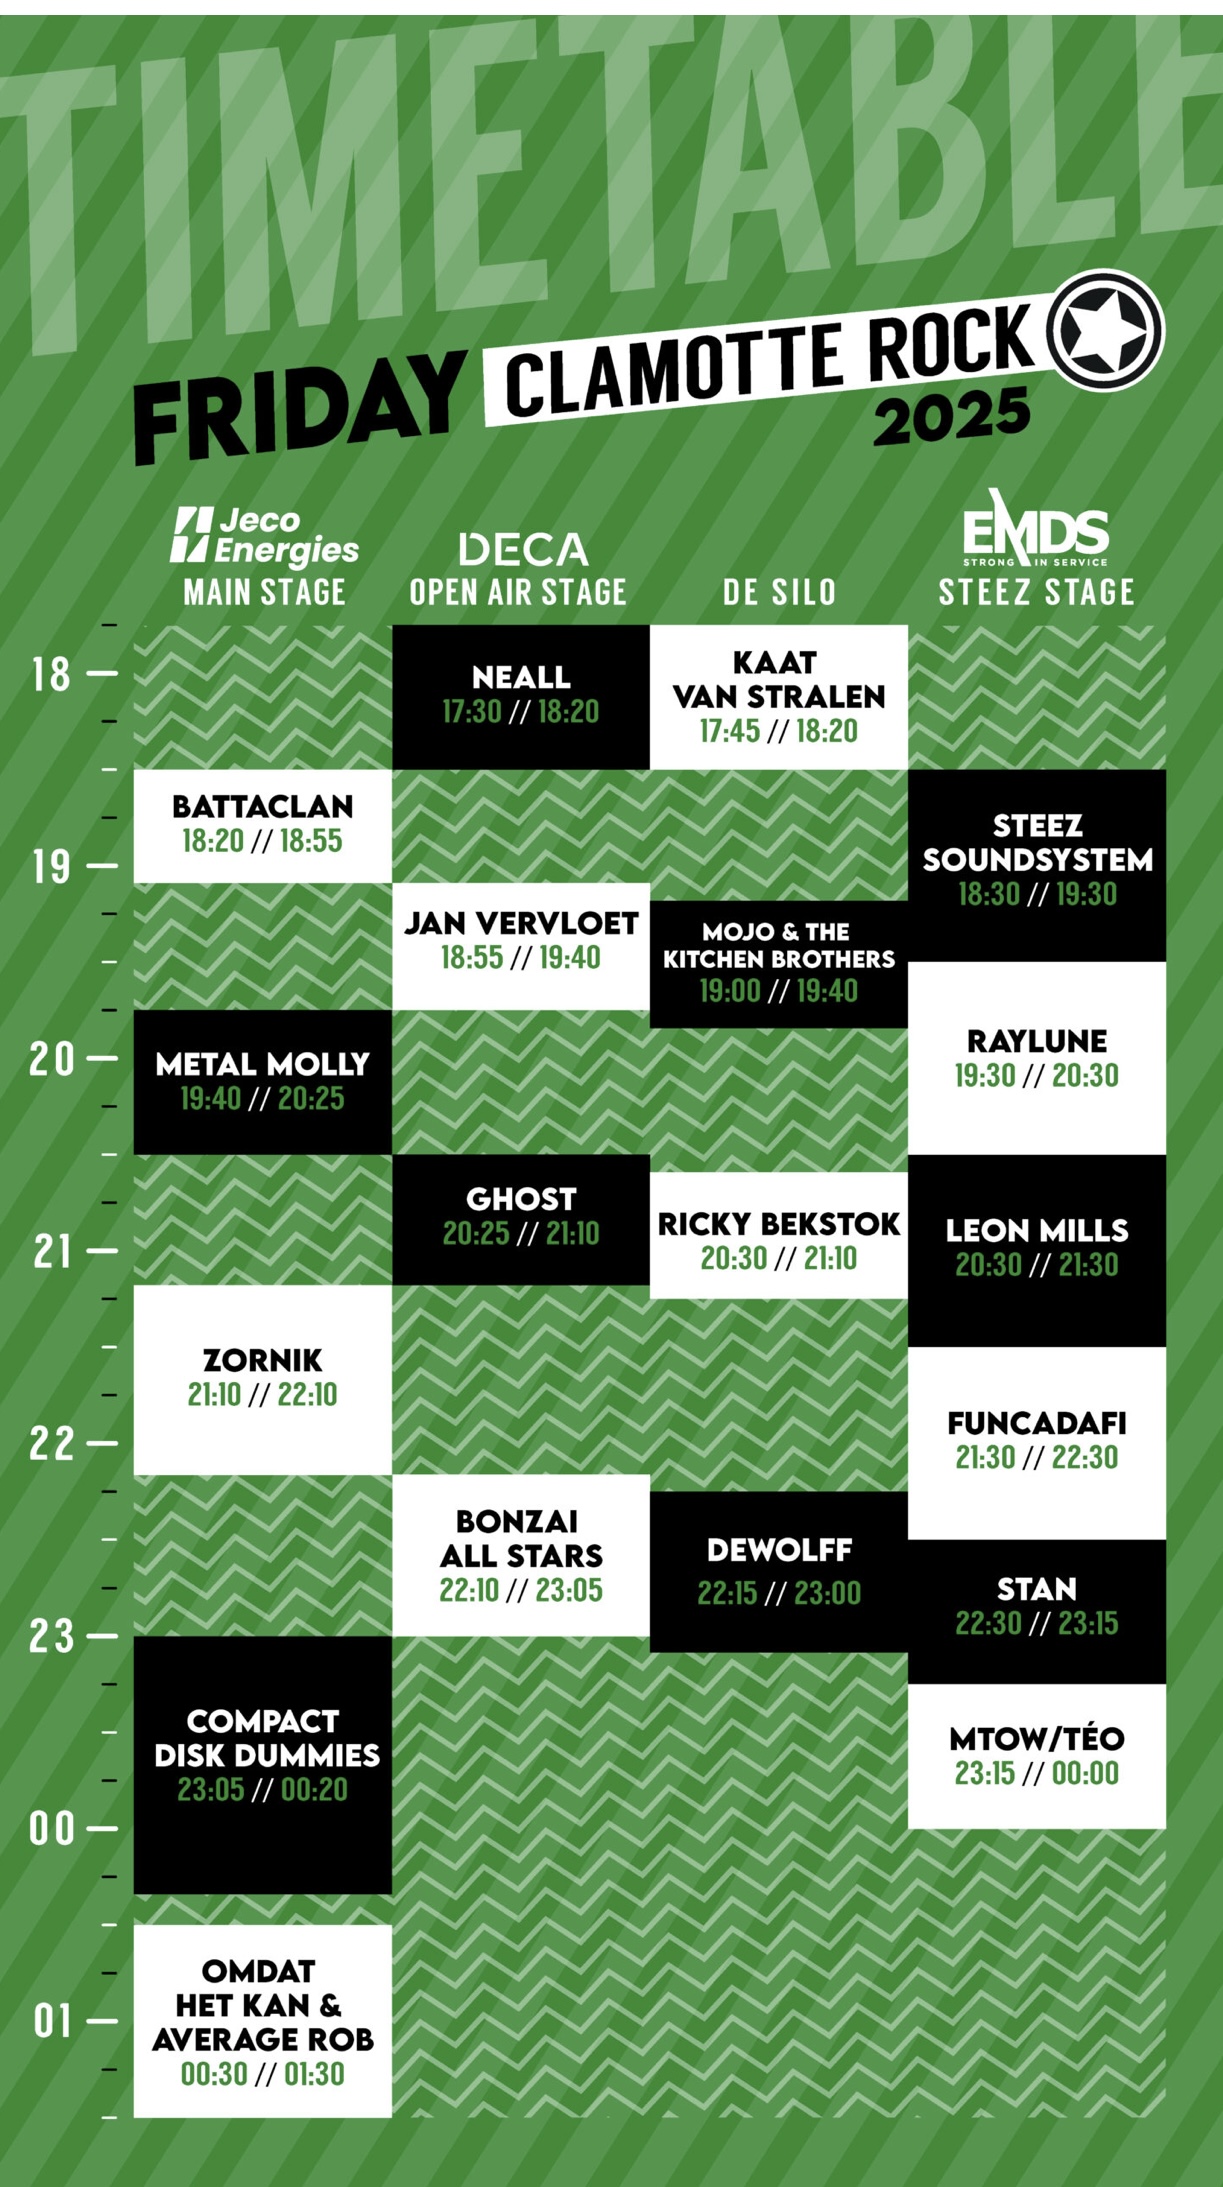 TIMETABLE
FRIDAY CLAMOTTE ROCK
2025
Jeco
Energies
MAIN STAGE
DECA
OPEN AIR STAGE
DE SILO
EMDS
STRONG IN SERVICE
STEEZ STAGE
18
NEALL
17:30 // 18:20
KAAT
VAN STRALEN
17:45 // 18:20
BATTACLAN
18:20 // 18:55
STEEZ
SOUNDSYSTEM
18:30 // 19:30
19
JAN VERVLOET
18:55 // 19:40
MOJO & THE
KITCHEN BROTHERS
19:00 // 19:40
RAYLUNE
19:30 // 20:30
20
METAL MOLLY
19:40 // 20:25
GHOST
20:25 // 21:10
RICKY BEKSTOK
20:30 // 21:10
LEON MILLS
20:30 // 21:30
21
ZORNIK
21:10 // 22:10
FUNCADAFI
21:30 // 22:30
22
BONZAI
ALL STARS
22:10 // 23:05
DEWOLFF
22:15 // 23:00
STAN
22:30 // 23:15
23
COMPACT
DISK DUMMIES
23:05 // 00:20
MTOW/TÉO
23:15 // 00:00
00
OMDAT
HET KAN &
AVERAGE ROB
00:30 // 01:30
01